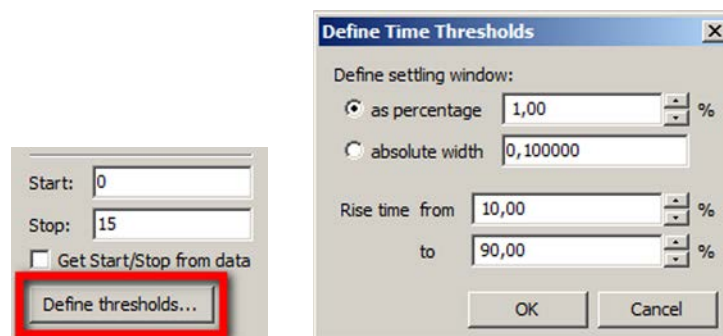 Start: 0
Stop: 15
Get Start/Stop from data
Define thresholds...
Define Time Thresholds
Define settling window:
as percentage 1,00 %
absolute width 0,100000
Rise time from 10,00 %
to 90,00 %
OK Cancel